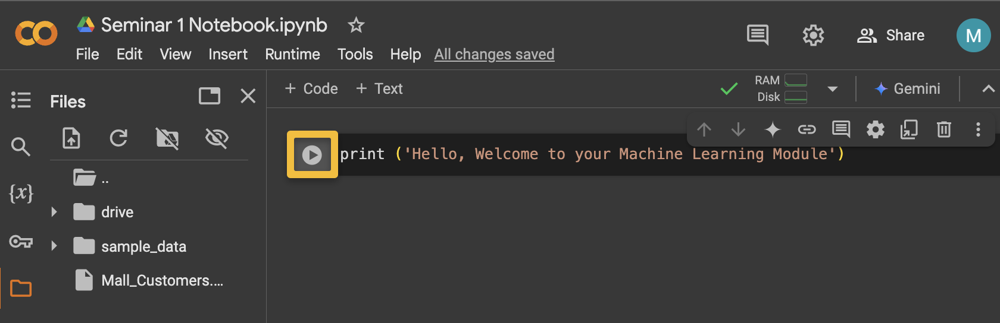 Seminar 1 Notebook.ipynb
File Edit View Insert Runtime Tools Help All changes saved
Share
M
Files
+ Code + Text
RAM
Disk
Gemini
{x}
..
drive
sample_data
Mall_Customers....
print ('Hello, Welcome to your Machine Learning Module')